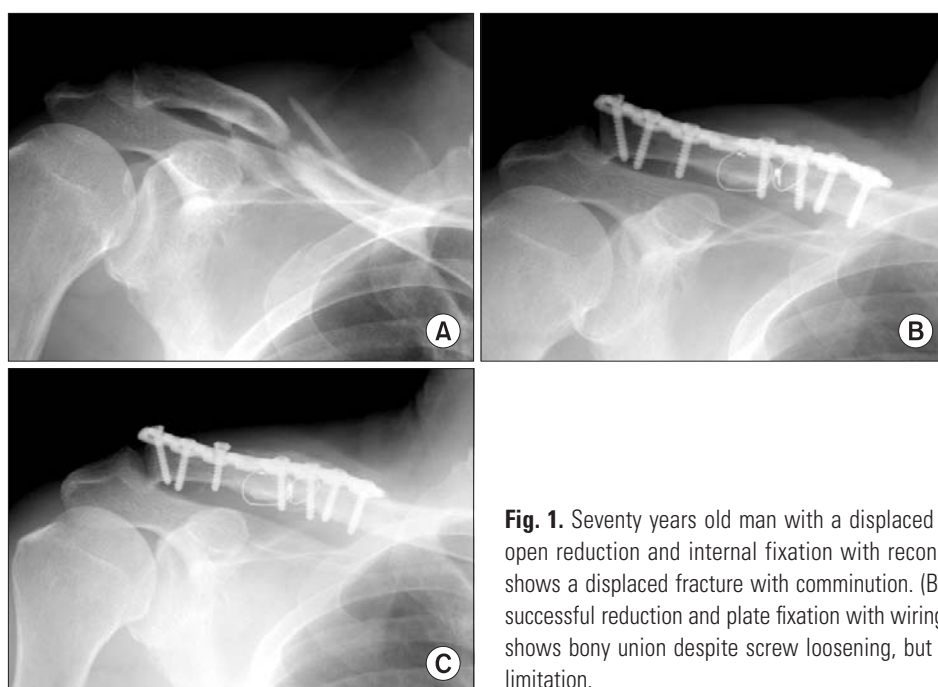 A
B
C
Fig. 1. Seventy years old man with a displaced
open reduction and internal fixation with recon
shows a displaced fracture with comminution. (B
successful reduction and plate fixation with wiring
shows bony union despite screw loosening, but
limitation.